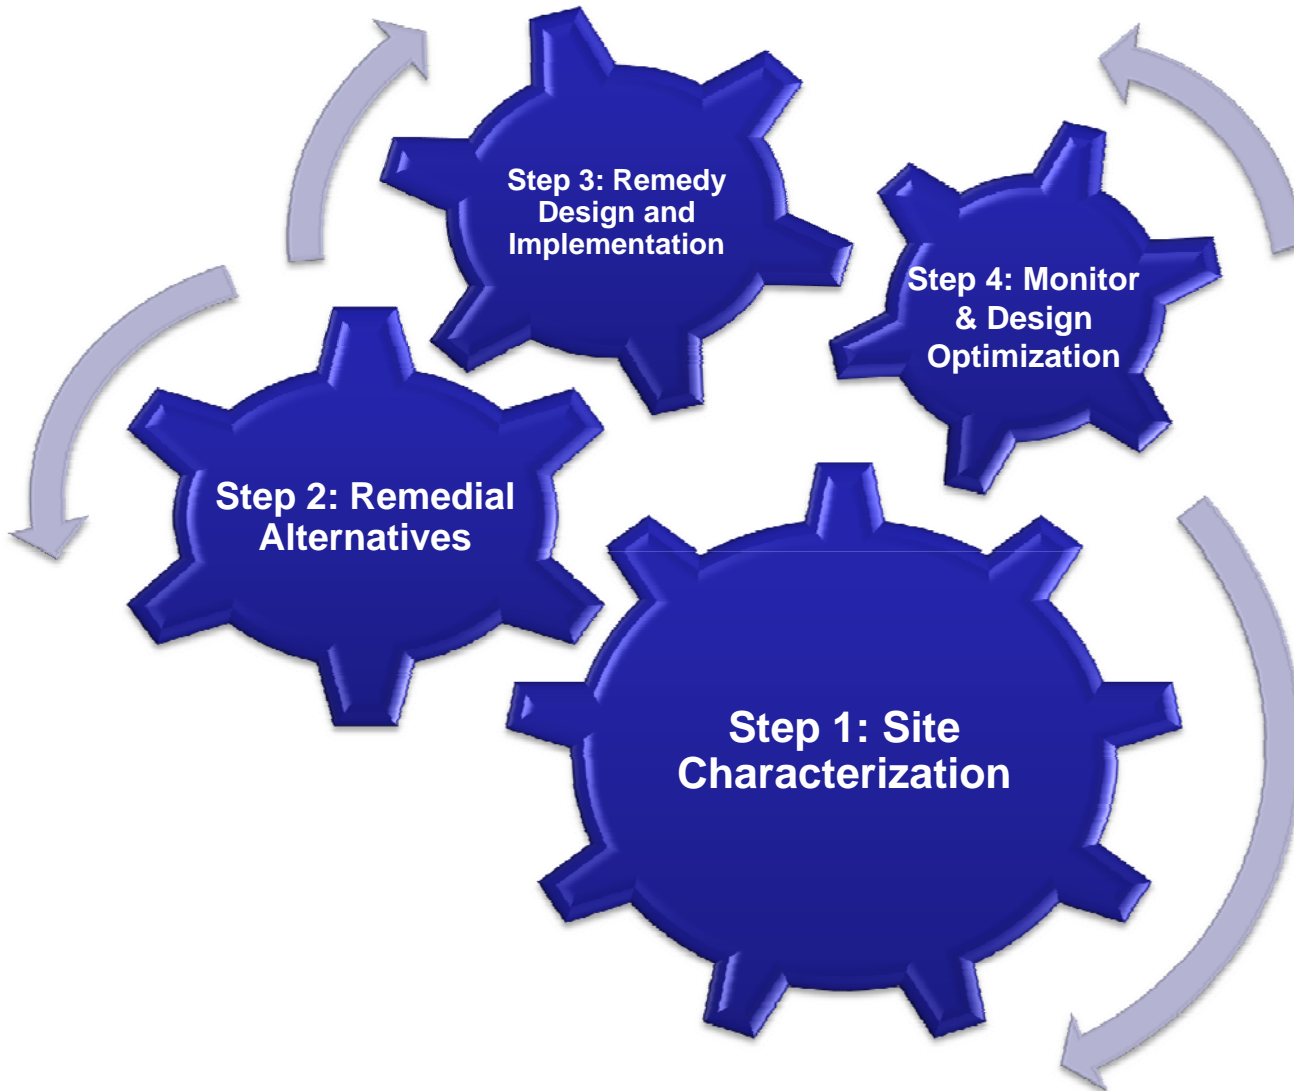 Step 3: Remedy
Design and
Implementation
Step 4: Monitor
& Design
Optimization
Step 2: Remedial
Alternatives
Step 1: Site
Characterization